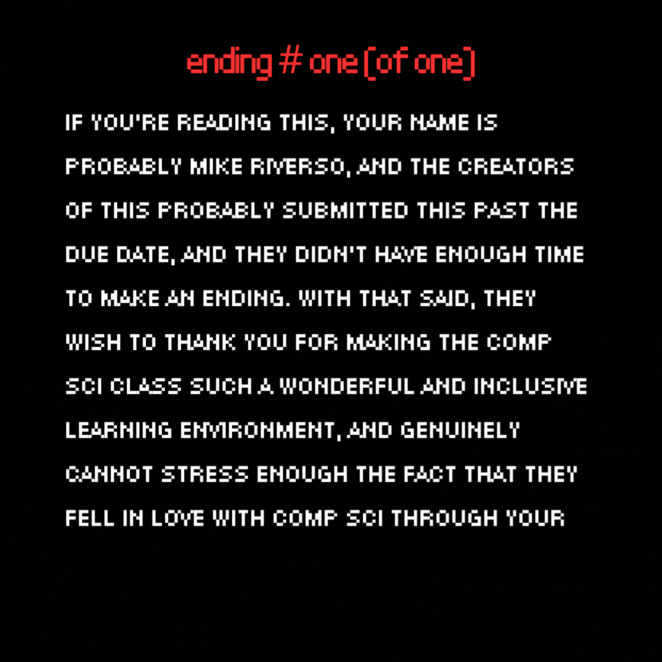 ending # one (of one)
IF YOU'RE READING THIS, YOUR NAME IS
PROBABLY MIKE RIVERSO, AND THE CREATORS
OF THIS PROBABLY SUBMITTED THIS PAST THE
DUE DATE, AND THEY DIDN'T HAVE ENOUGH TIME
TO MAKE AN ENDING. WITH THAT SAID, THEY
WISH TO THANK YOU FOR MAKING THE COMP
SCI CLASS SUCH A WONDERFUL AND INCLUSIVE
LEARNING ENVIRONMENT, AND GENUINELY
CANNOT STRESS ENOUGH THE FACT THAT THEY
FELL IN LOVE WITH COMP SCI THROUGH YOUR